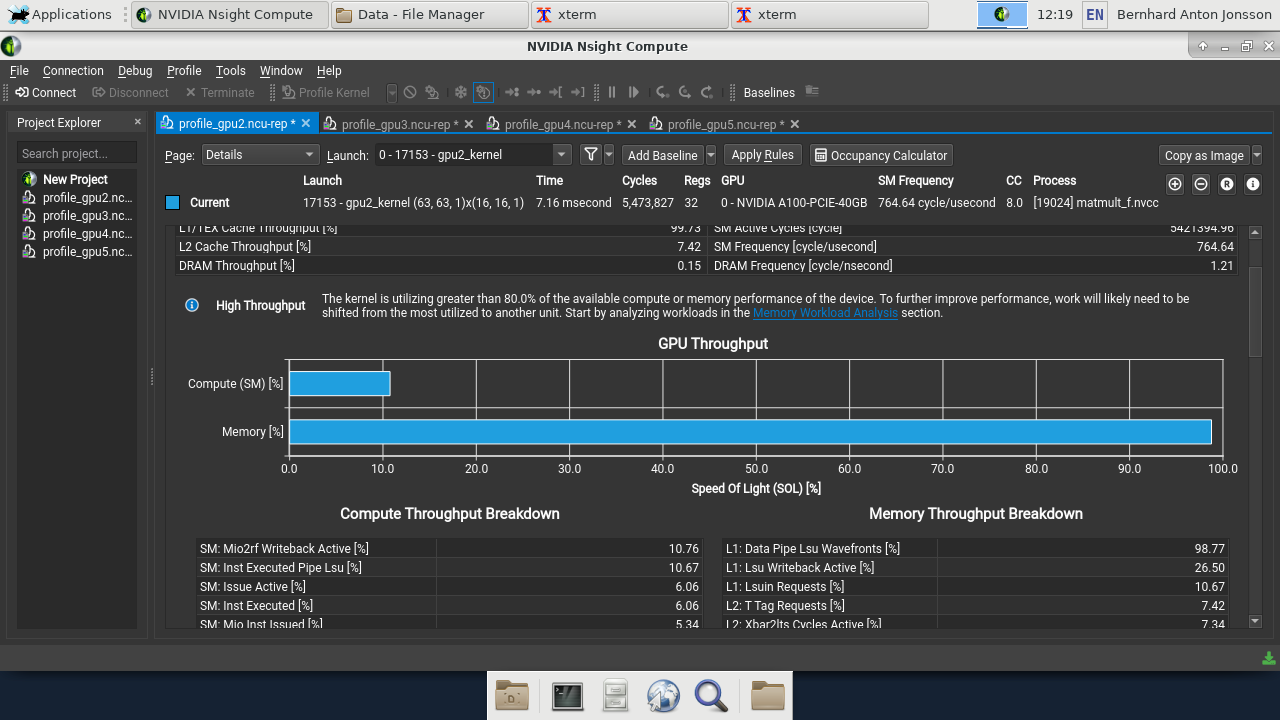 Applications
NVIDIA Nsight Compute
Data - File Manager
xterm
xterm
12:19
EN
Bernhard Anton Jonsson
NVIDIA Nsight Compute
File Connection Debug Profile Tools Window Help
Connect Disconnect Terminate Profile Kernel Baselines
Project Explorer
profile_gpu2.ncu-rep * profile_gpu3.ncu-rep * profile_gpu4.ncu-rep * profile_gpu5.ncu-rep *
Search project...
New Project
profile_gpu2.nc...
profile_gpu3.nc...
profile_gpu4.nc...
profile_gpu5.nc...
Page: Details Launch: 0 - 17153 - gpu2_kernel Add Baseline Apply Rules Occupancy Calculator Copy as Image
Launch Time Cycles Regs GPU SM Frequency CC Process
Current 17153 - gpu2_kernel (63, 63, 1)x(16, 16, 1) 7.16 msecond 5,473,827 32 0 - NVIDIA A100-PCIE-40GB 764.64 cycle/usecond 8.0 [19024] matmult_f.nvcc
L1/TEX Cache Throughput [%] 99.73 SM Active Cycles [cycle] 5421394.96
L2 Cache Throughput [%] 7.42 SM Frequency [cycle/usecond] 764.64
DRAM Throughput [%] 0.15 DRAM Frequency [cycle/nsecond] 1.21
High Throughput
The kernel is utilizing greater than 80.0% of the available compute or memory performance of the device. To further improve performance, work will likely need to be
shifted from the most utilized to another unit. Start by analyzing workloads in the Memory Workload Analysis section.
GPU Throughput
Compute (SM) [%]
Memory [%]
0.0 10.0 20.0 30.0 40.0 50.0 60.0 70.0 80.0 90.0 100.0
Speed Of Light (SOL) [%]
Compute Throughput Breakdown
SM: Mio2rf Writeback Active [%] 10.76
SM: Inst Executed Pipe Lsu [%] 10.67
SM: Issue Active [%] 6.06
SM: Inst Executed [%] 6.06
SM: Mio Inst Issued [%] 5.34
Memory Throughput Breakdown
L1: Data Pipe Lsu Wavefronts [%] 98.77
L1: Lsu Writeback Active [%] 26.50
L1: Lsuin Requests [%] 10.67
L2: T Tag Requests [%] 7.42
L2: Xbar2lts Cycles Active [%] 7.34